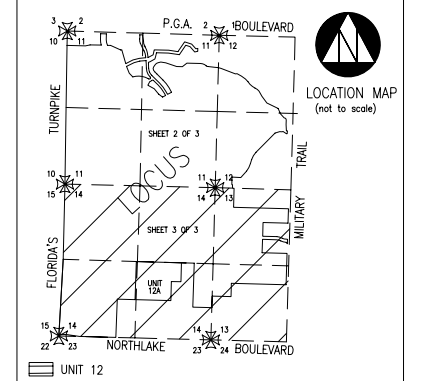 3 2
10 11
P.G.A. BOULEVARD
2 1
11 12
N
LOCATION MAP
(not to scale)
TURNPIKE
SHEET 2 OF 3
TRAIL
LOCUS
10 11
15 14
11 12
14 13
MILITARY
SHEET 3 OF 3
FLORIDA'S
UNIT
12A
15 14
22 23
14 13
23 24
NORTHLAKE BOULEVARD
UNIT 12